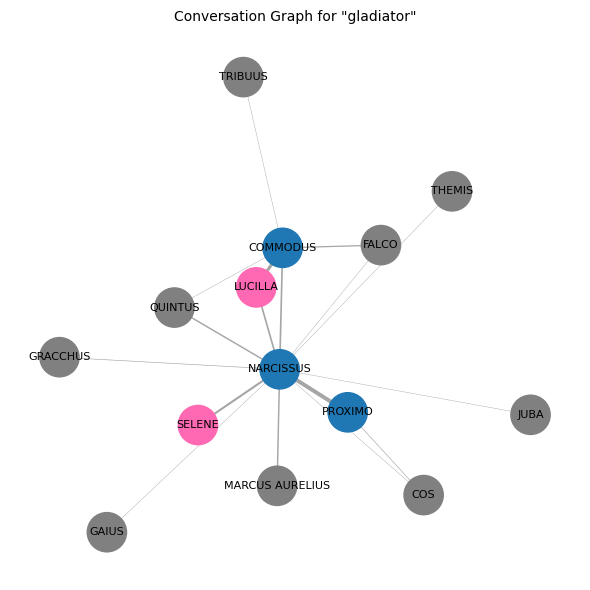 Conversation Graph for "gladiator"
TRIBUUS
THEMIS
COMMODUS
FALCO
LUCILLA
QUINTUS
GRACCHUS
NARCISSUS
PROXIMO
JUBA
SELENE
MARCUS AURELIUS
COS
GAIUS